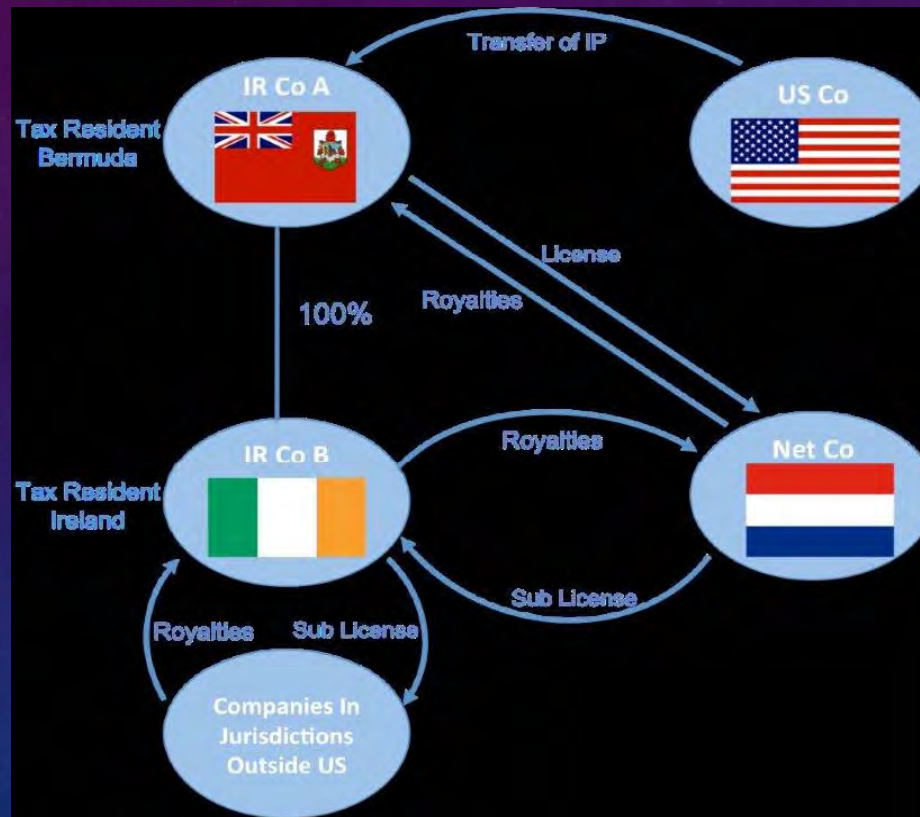 Transfer of IP
IR Co A
US Co
Tax Resident
Bermuda
License
Royalties
100%
IR Co B
Royalties
Net Co
Tax Resident
Ireland
Sub License
Royalties
Sub License
Companies In
Jurisdictions
Outside US